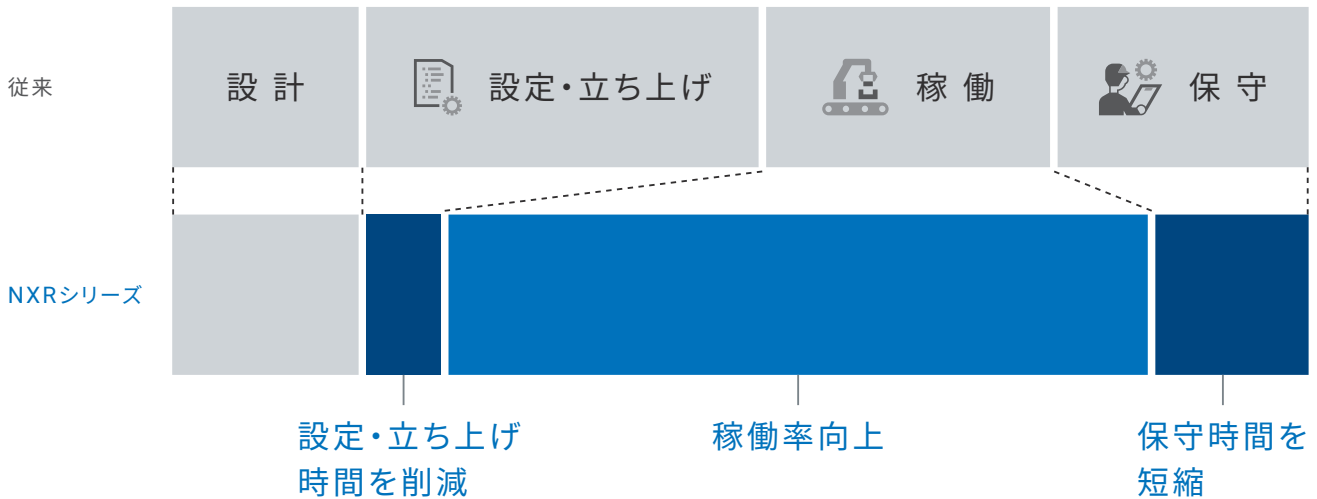 従来
設計
設定・立ち上げ
稼働
保守
NXRシリーズ
設定・立ち上げ
時間を削減
稼働率向上
保守時間を
短縮